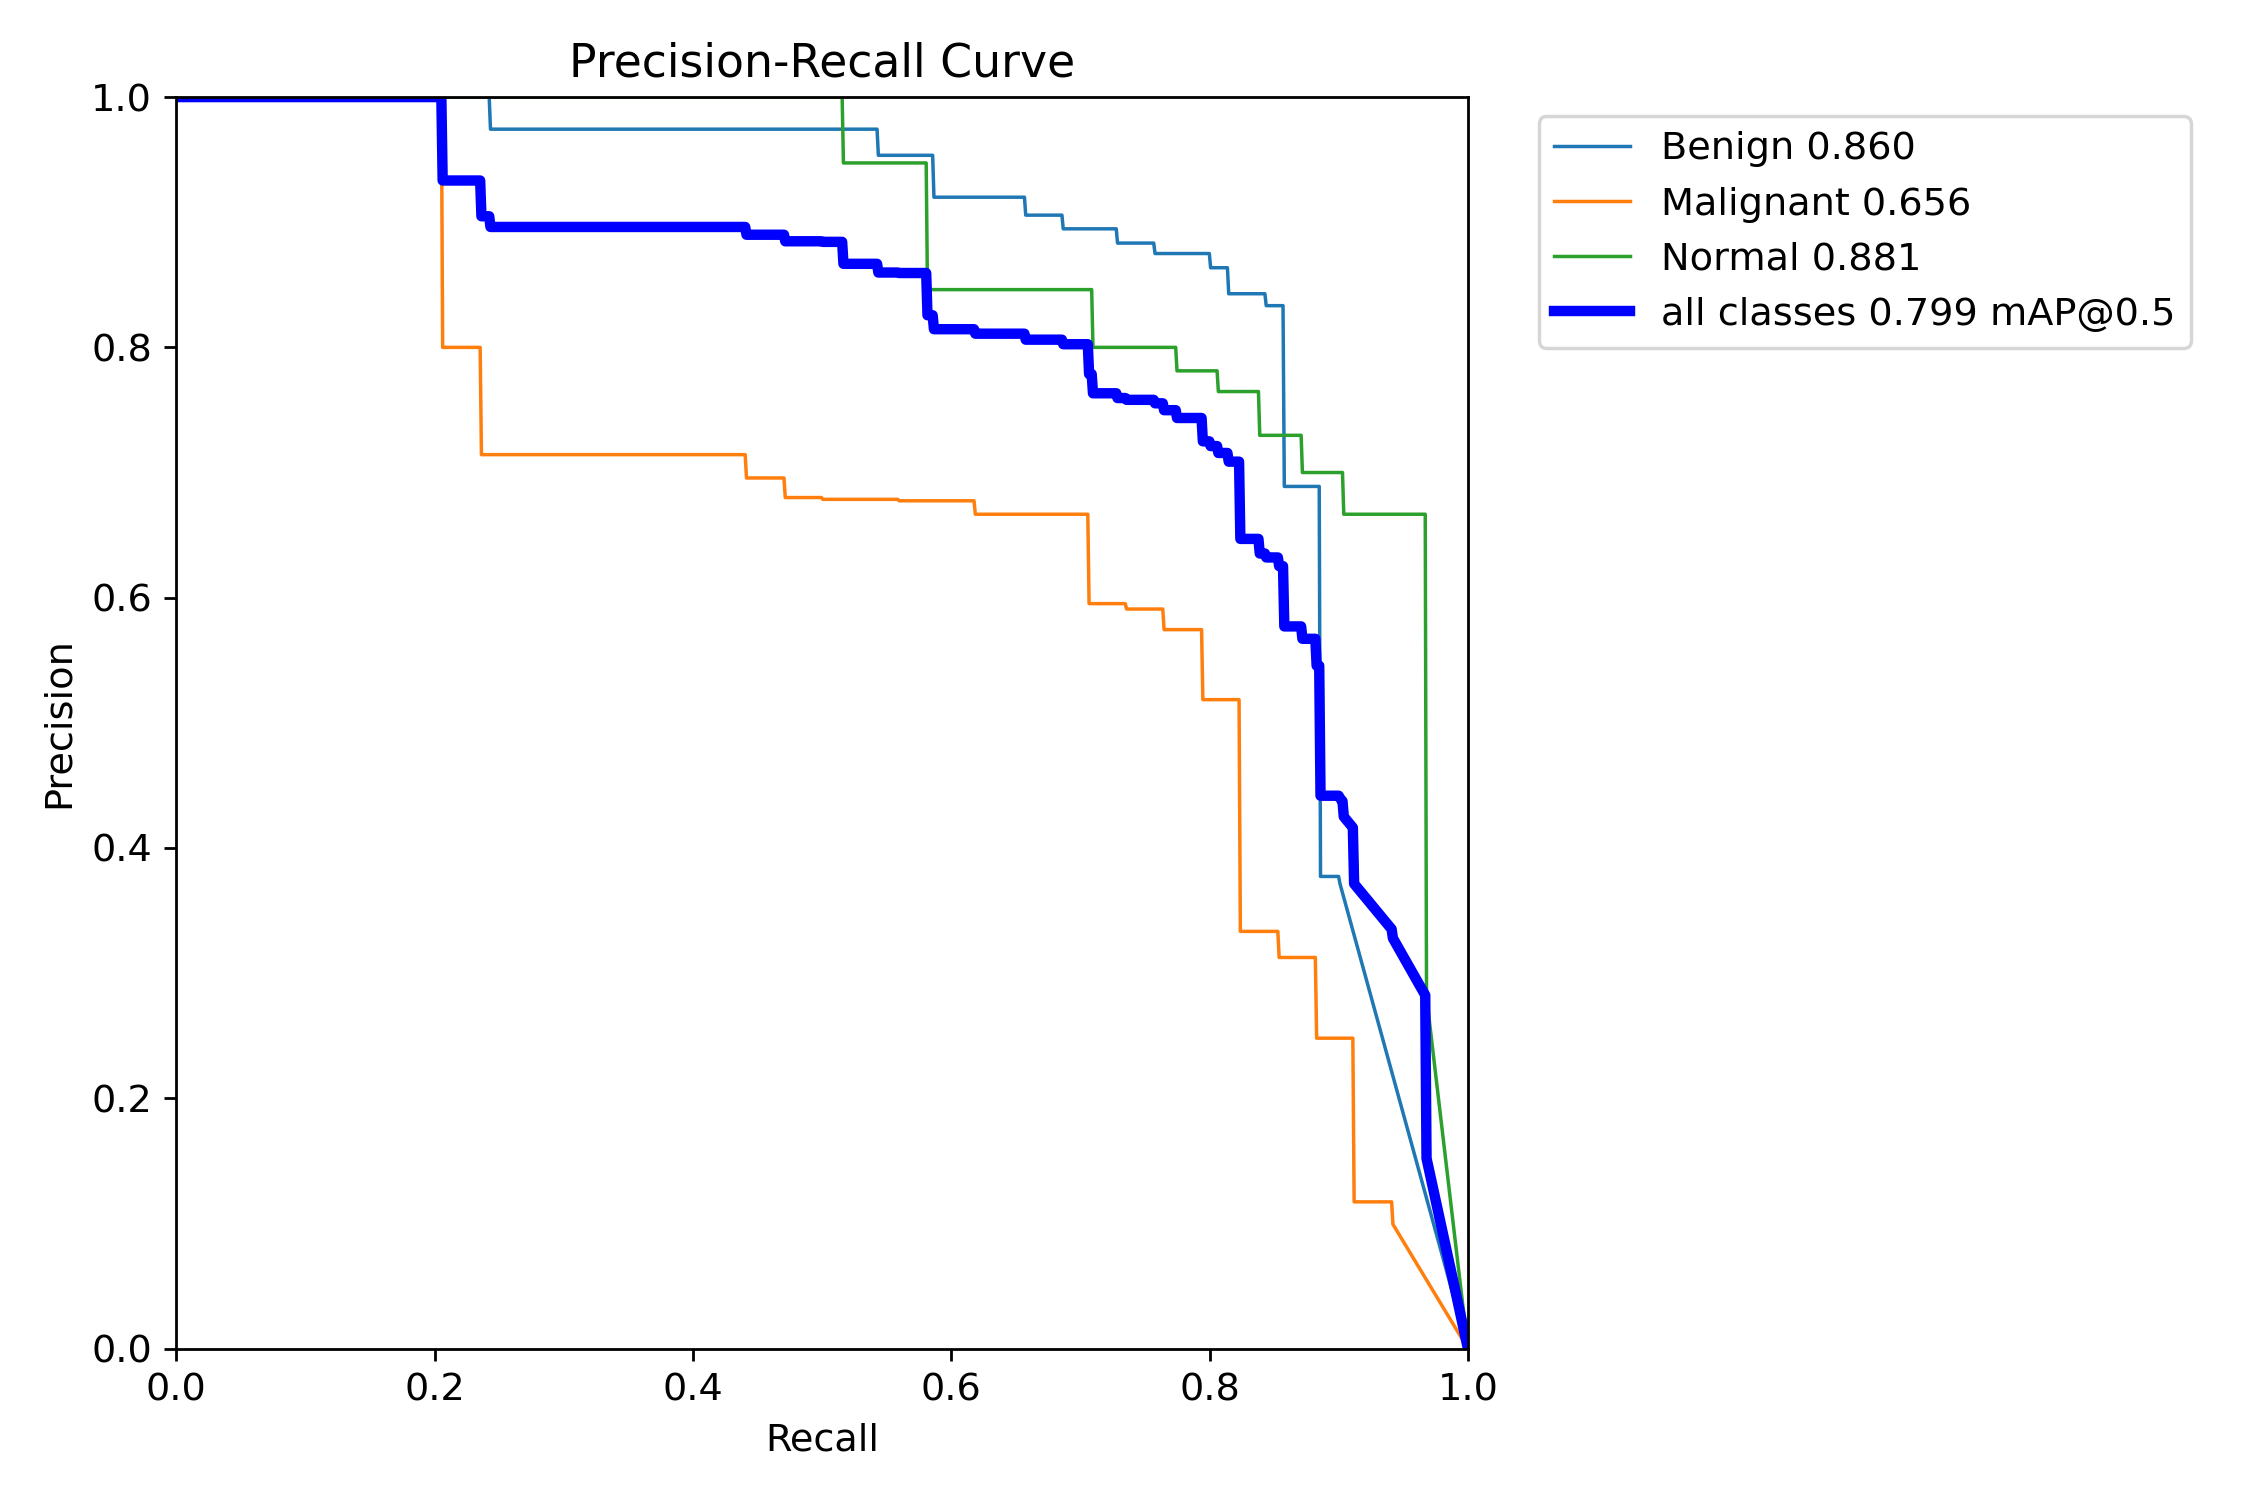 Precision-Recall Curve
Benign 0.860
Malignant 0.656
Normal 0.881
all classes 0.799 mAP@0.5
Precision
1.0
0.8
0.6
0.4
0.2
0.0
0.0 0.2 0.4 0.6 0.8 1.0
Recall